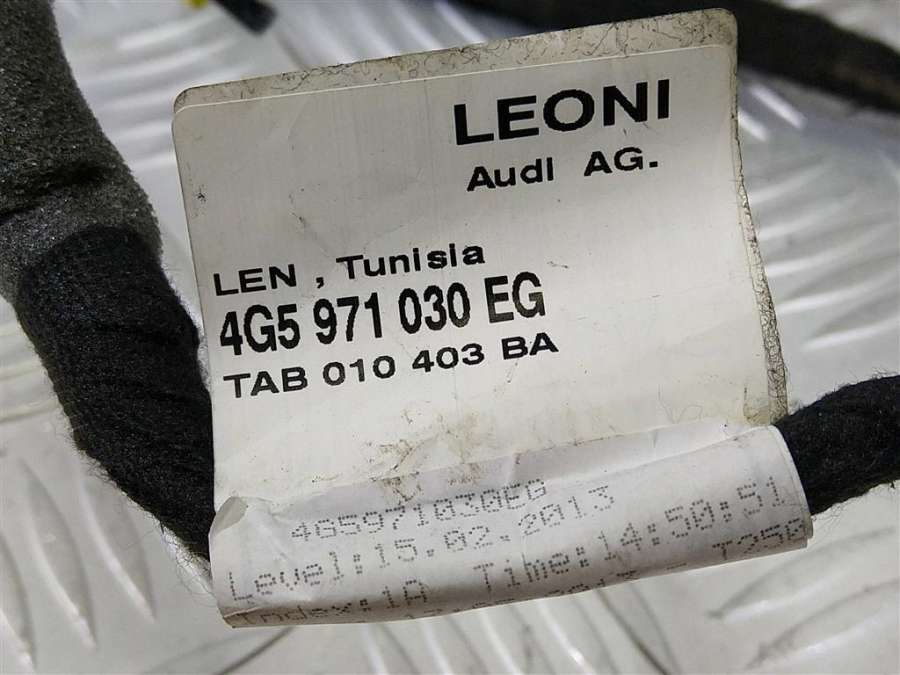 LEONI
Audi AG.
LEN , Tunisia
4G5 971 030 EG
TAB 010 403 BA
4G5971030EG
Level:15.02.2013
Time:14:50:51
Index:1A